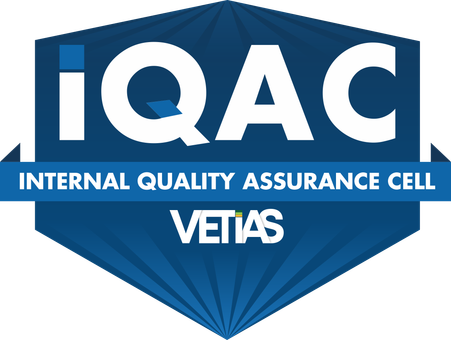 iQAC
INTERNAL QUALITY ASSURANCE CELL
VETiAS